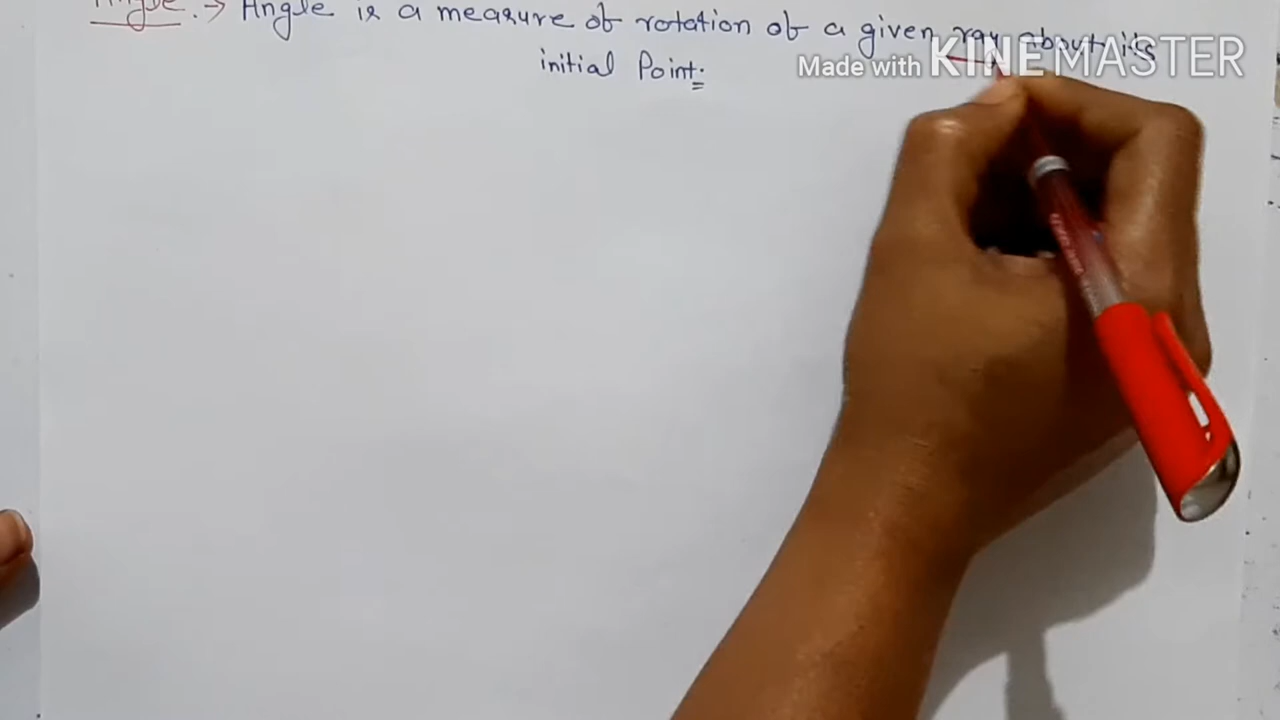 Angle :→ Angle is a measure of rotation of a given ray about its
initial Point.
Made with KINEMASTER